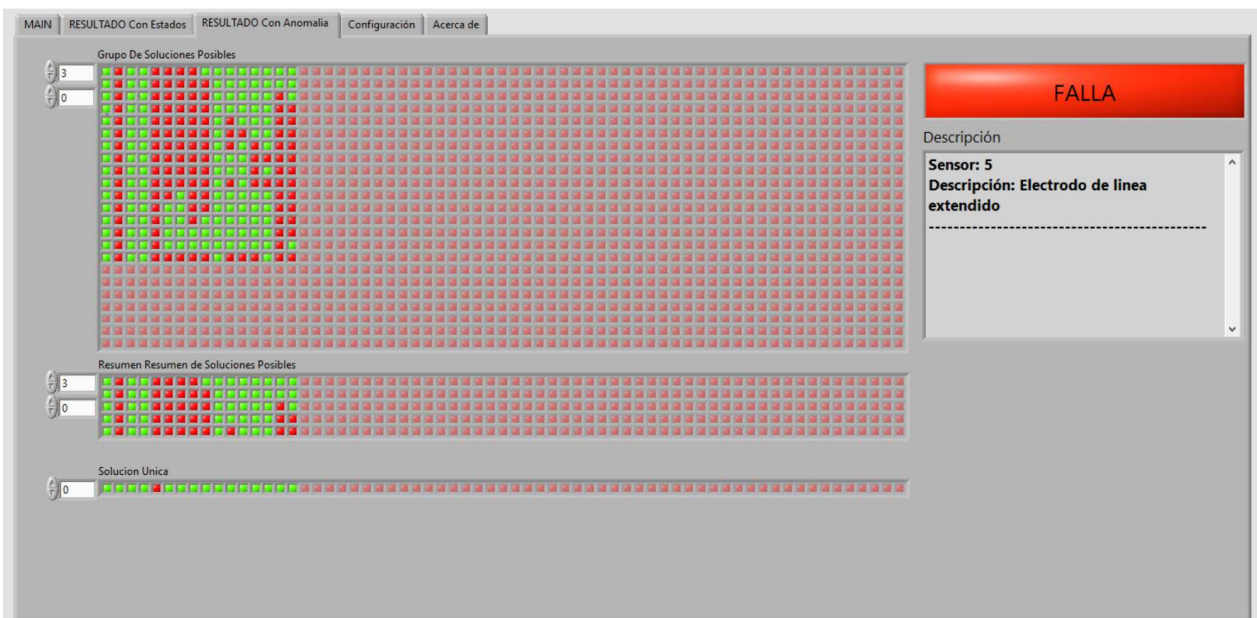 MAIN RESULTADO Con Estados RESULTADO Con Anomalia Configuración Acerca de
Grupo De Soluciones Posibles
3
0
FALLA
Descripción
Sensor: 5
Descripción: Electrodo de linea
extendido
---------------------------------------------
Resumen Resumen de Soluciones Posibles
3
0
Solucion Unica
0